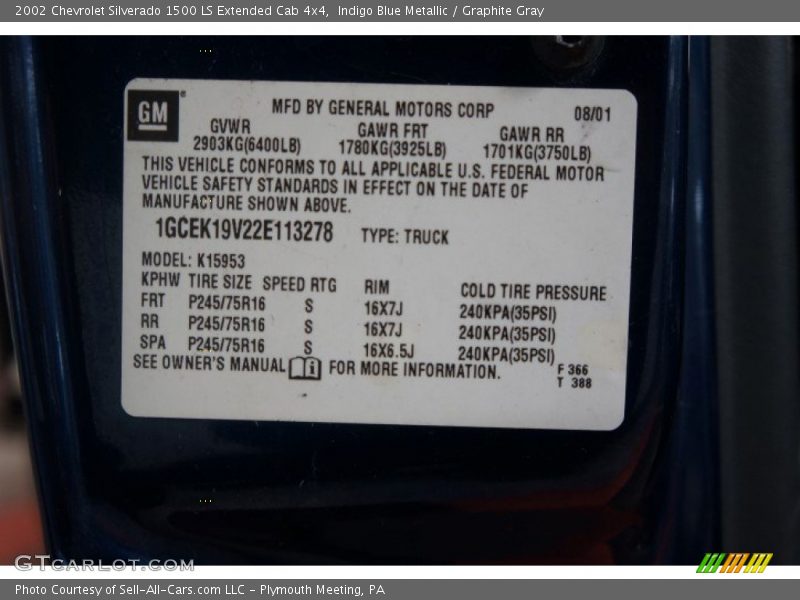 2002 Chevrolet Silverado 1500 LS Extended Cab 4x4,  Indigo Blue Metallic / Graphite Gray
GM®
MFD BY GENERAL MOTORS CORP 08/01
GVWR GAWR FRT GAWR RR
2903KG(6400LB) 1780KG(3925LB) 1701KG(3750LB)
THIS VEHICLE CONFORMS TO ALL APPLICABLE U.S. FEDERAL MOTOR
VEHICLE SAFETY STANDARDS IN EFFECT ON THE DATE OF
MANUFACTURE SHOWN ABOVE.
1GCEK19V22E113278 TYPE: TRUCK
MODEL: K15953
KPHW TIRE SIZE SPEED RTG RIM COLD TIRE PRESSURE
FRT P245/75R16 S 16X7J 240KPA(35PSI)
RR P245/75R16 S 16X7J 240KPA(35PSI)
SPA P245/75R16 S 16X6.5J 240KPA(35PSI)
SEE OWNER'S MANUAL i FOR MORE INFORMATION.
F 366
T 388
GTCARLOT.COM
Photo Courtesy of Sell-All-Cars.com LLC - Plymouth Meeting, PA